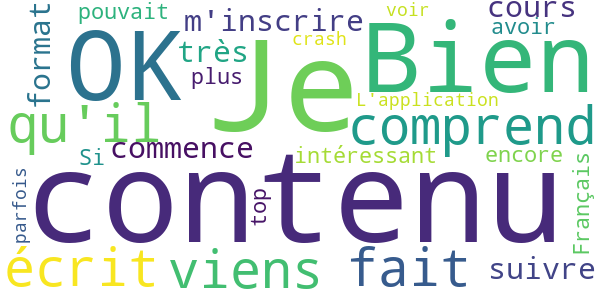 pouvait
voir
cours
m'inscrire
format
OK
très
crash
Je
Bien
avoir
plus
L'application
qu'il
comprend
Si
commence
intéressant
encore
parfois
contenu
top
Français
ècrit
viens
fait
suivre